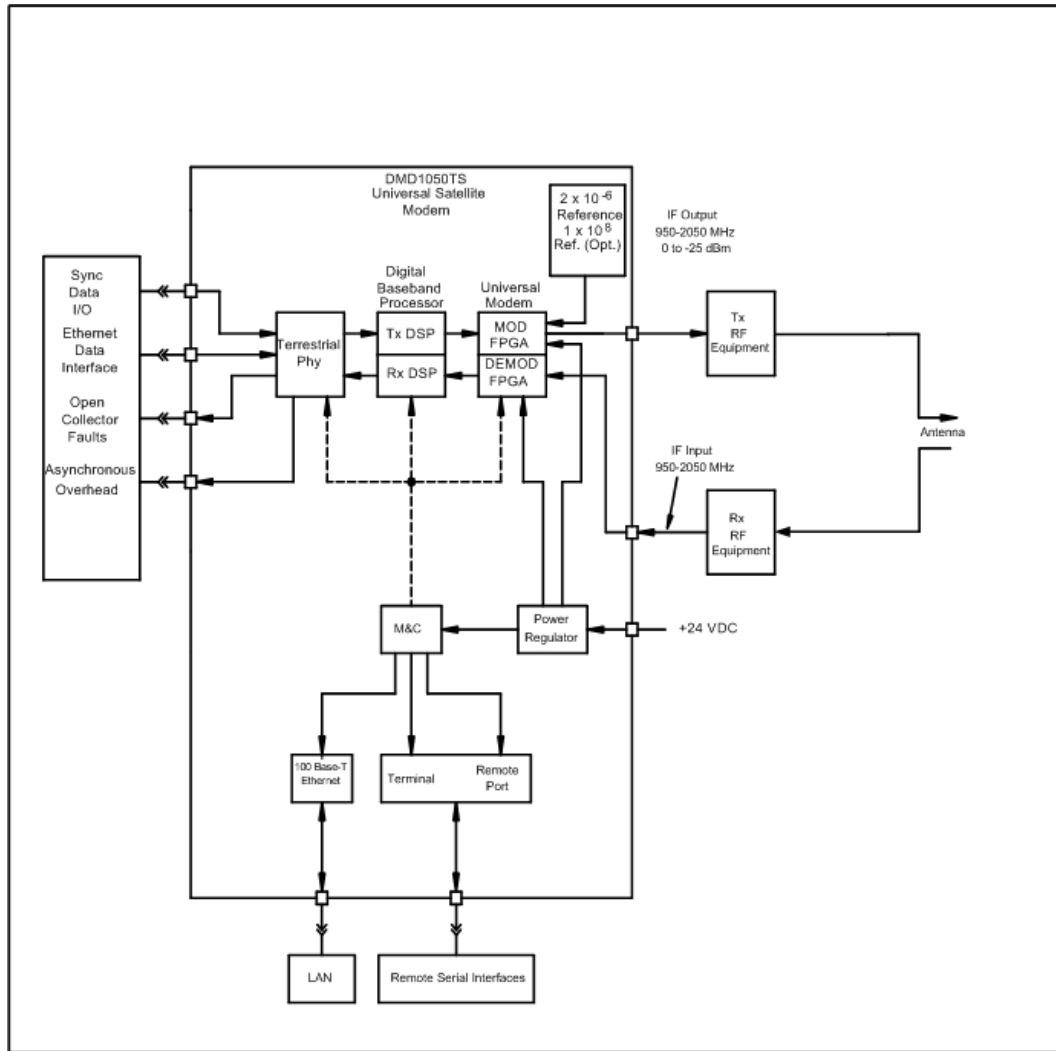 DMD1050TS
Universal Satellite
Modem
2 x 10 -6
Reference
1 x 10 8
Ref. (Opt.)
IF Output
950-2050 MHz
0 to -25 dBm
Sync
Data
I/O
Ethernet
Data
Interface
Open
Collector
Faults
Asynchronous
Overhead
Terrestrial
Phy
Digital
Baseband
Processor
Tx DSP
Rx DSP
Universal
Modem
MOD
FPGA
DEMOD
FPGA
Tx
RF
Equipment
Antenna
IF Input
950-2050 MHz
Rx
RF
Equipment
M&C
Power
Regulator
+24 VDC
100 Base-T
Ethernet
Terminal
Remote
Port
LAN
Remote Serial Interfaces